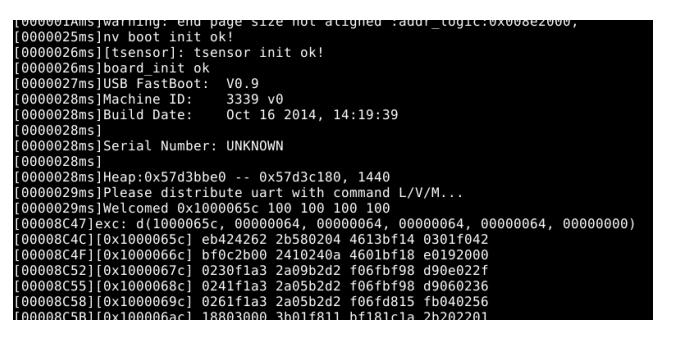 [000001Ams]warning: end page size not aligned :addr_logic:0x008e2000,
[0000025ms]nv boot init ok!
[0000026ms][tsensor]: tsensor init ok!
[0000026ms]board_init ok
[0000027ms]USB FastBoot:  V0.9
[0000028ms]Machine ID:    3339 v0
[0000028ms]Build Date:    Oct 16 2014, 14:19:39
[0000028ms]
[0000028ms]Serial Number: UNKNOWN
[0000028ms]
[0000028ms]Heap:0x57d3bbe0 -- 0x57d3c180, 1440
[0000029ms]Please distribute uart with command L/V/M...
[0000029ms]Welcomed 0x1000065c 100 100 100 100
[00008C47]exc: d(1000065c, 00000064, 00000064, 00000064, 00000064, 00000000)
[00008C4C][0x1000065c] eb424262 2b580204 4613bf14 0301f042
[00008C4F][0x1000066c] bf0c2b00 2410240a 4601bf18 e0192000
[00008C52][0x1000067c] 0230f1a3 2a09b2d2 f06fbf98 d90e022f
[00008C55][0x1000068c] 0241f1a3 2a05b2d2 f06fbf98 d9060236
[00008C58][0x1000069c] 0261f1a3 2a05b2d2 f06fd815 fb040256
[00008C5B][0x100006ac] 18803000 3b01f811 bf181c1a 2b202201